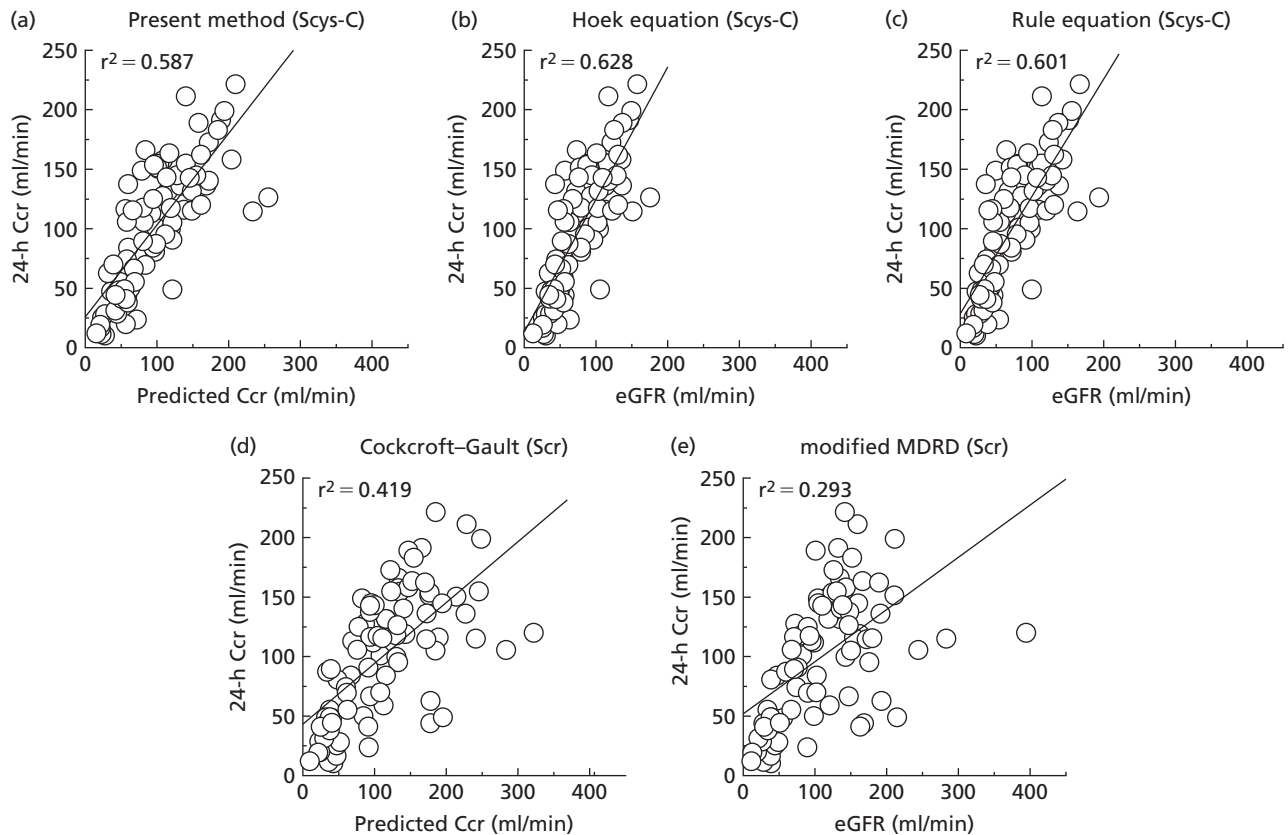 (a) Present method (Scys-C)
r² = 0.587
24-h Ccr (ml/min)
250
200
150
100
50
0
0 100 200 300 400
Predicted Ccr (ml/min)
(b) Hoek equation (Scys-C)
r² = 0.628
24-h Ccr (ml/min)
250
200
150
100
50
0
0 100 200 300 400
eGFR (ml/min)
(c) Rule equation (Scys-C)
r² = 0.601
24-h Ccr (ml/min)
250
200
150
100
50
0
0 100 200 300 400
eGFR (ml/min)
(d) Cockcroft–Gault (Scr)
r² = 0.419
24-h Ccr (ml/min)
250
200
150
100
50
0
0 100 200 300 400
Predicted Ccr (ml/min)
(e) modified MDRD (Scr)
r² = 0.293
24-h Ccr (ml/min)
250
200
150
100
50
0
0 100 200 300 400
eGFR (ml/min)